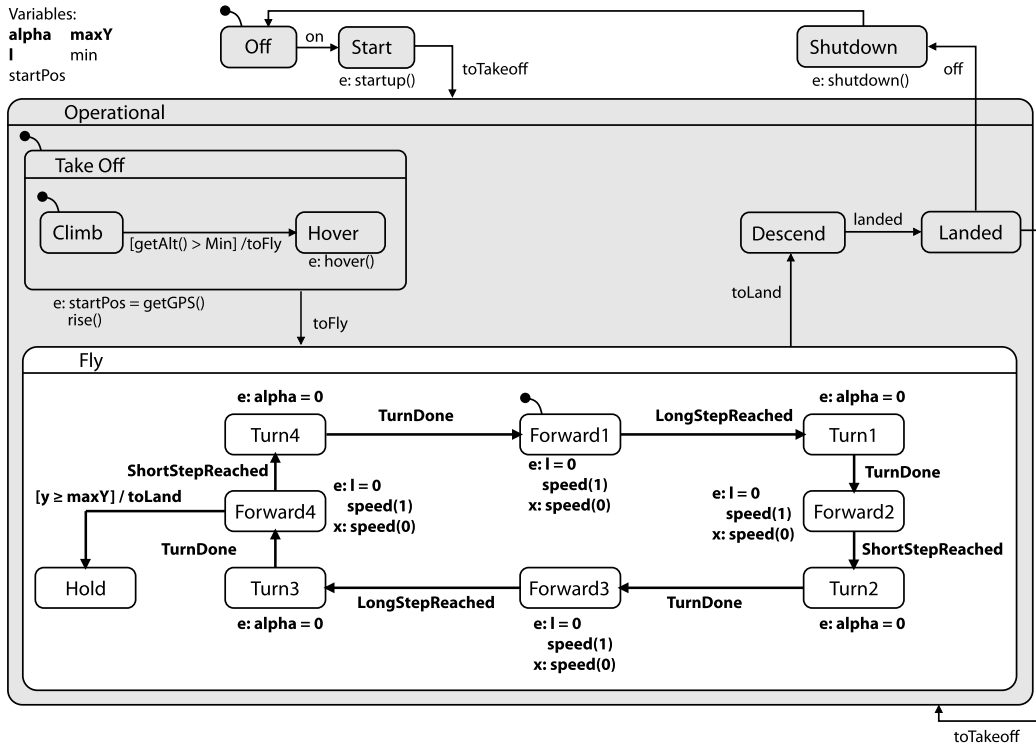 Variables:
alpha maxY
l min
startPos
Off
on
Start
e: startup()
toTakeoff
Shutdown
e: shutdown()
off
Operational
Take Off
Climb
[getAlt() > Min] /toFly
Hover
e: hover()
e: startPos = getGPS()
rise()
toFly
Descend
landed
Landed
toLand
Fly
e: alpha = 0
Turn4
TurnDone
Forward1
e: l = 0
speed(1)
x: speed(0)
LongStepReached
e: alpha = 0
Turn1
TurnDone
ShortStepReached
[y ≥ maxY] / toLand
Forward4
e: l = 0
speed(1)
x: speed(0)
e: l = 0
speed(1)
x: speed(0)
Forward2
ShortStepReached
TurnDone
Hold
Turn3
e: alpha = 0
LongStepReached
Forward3
e: l = 0
speed(1)
x: speed(0)
TurnDone
Turn2
e: alpha = 0
toTakeoff